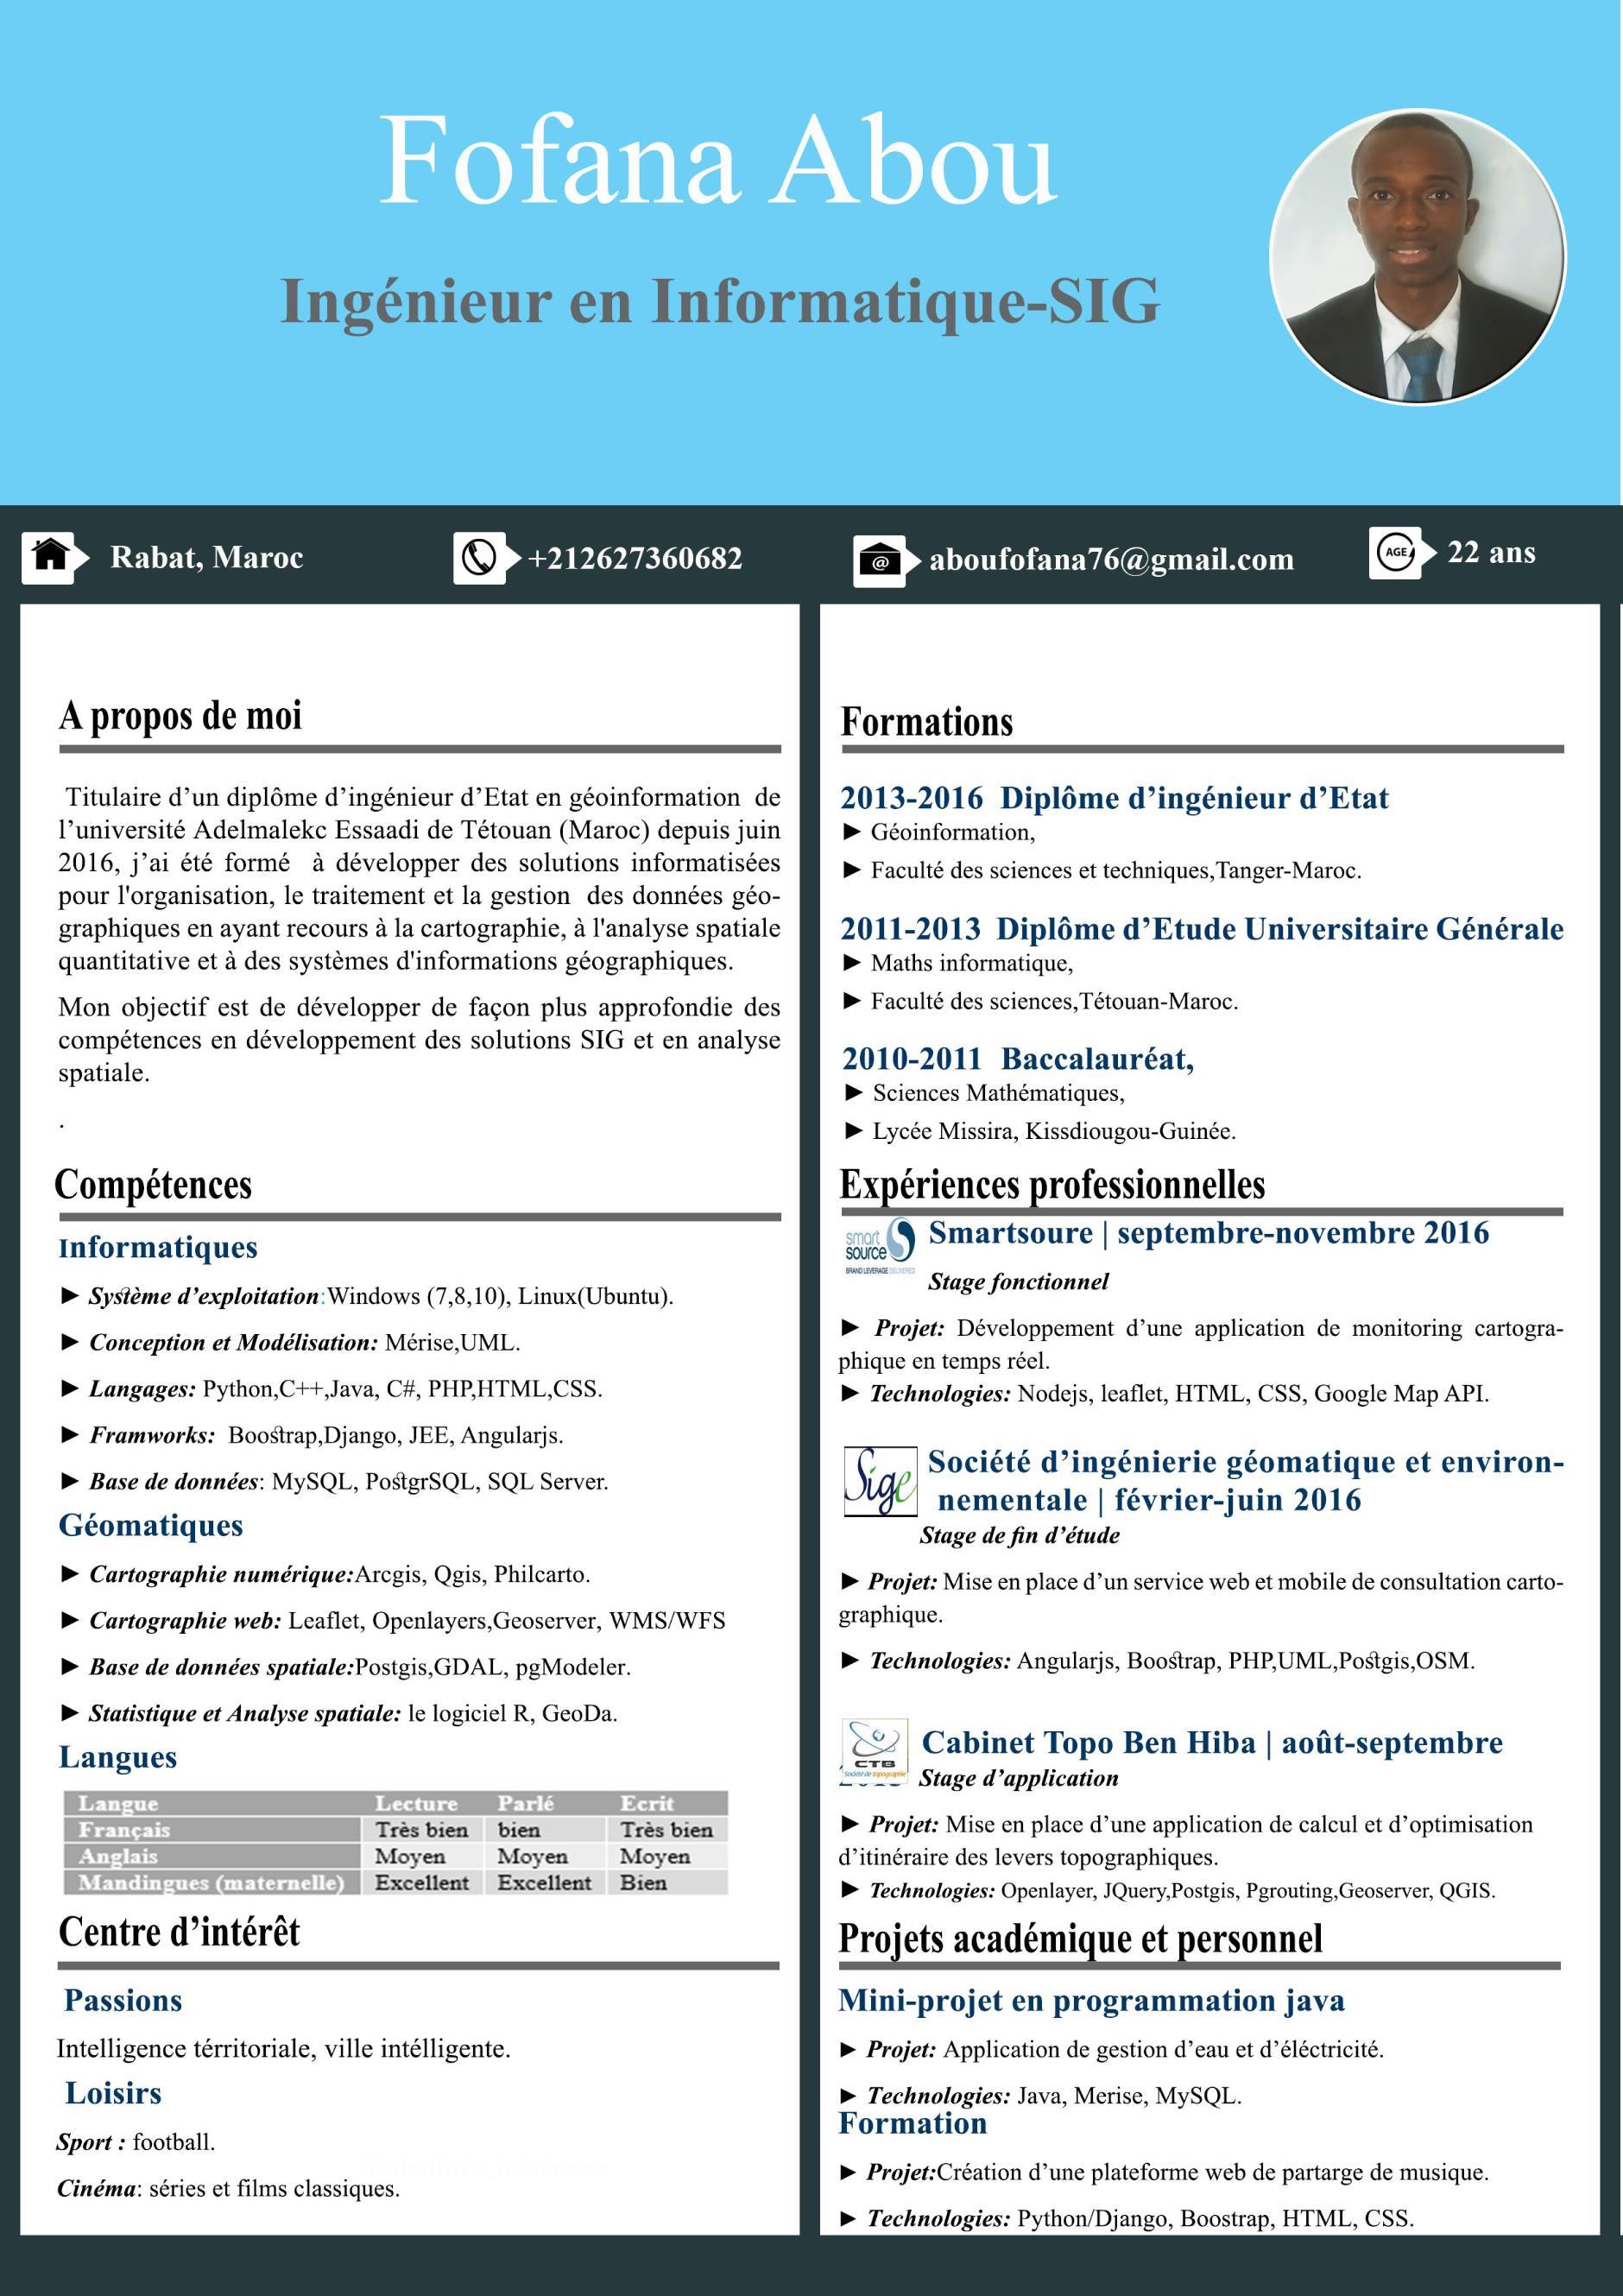 Fofana Abou
Ingénieur en Informatique-SIG
Rabat, Maroc
+212627360682
@
aboufofana76@gmail.com
AGE
22 ans
A propos de moi
Titulaire d’un diplôme d’ingénieur d’Etat en géoinformation de
l’université Adelmalekc Essaadi de Tétouan (Maroc) depuis juin
2016, j’ai été formé à développer des solutions informatisées
pour l'organisation, le traitement et la gestion des données géo-
graphiques en ayant recours à la cartographie, à l'analyse spatiale
quantitative et à des systèmes d'informations géographiques.
Mon objectif est de développer de façon plus approfondie des
compétences en développement des solutions SIG et en analyse
spatiale.
.
Compétences
Informatiques
► Système d’exploitation:Windows (7,8,10), Linux(Ubuntu).
► Conception et Modélisation: Mérise,UML.
► Langages: Python,C++,Java, C#, PHP,HTML,CSS.
► Framworks: Boostrap,Django, JEE, Angularjs.
► Base de données: MySQL, PostgrSQL, SQL Server.
Géomatiques
► Cartographie numérique:Arcgis, Qgis, Philcarto.
► Cartographie web: Leaflet, Openlayers,Geoserver, WMS/WFS
► Base de données spatiale:Postgis,GDAL, pgModeler.
► Statistique et Analyse spatiale: le logiciel R, GeoDa.
Langues
Langue Lecture Parlé Ecrit
Français Très bien bien Très bien
Anglais Moyen Moyen Moyen
Mandingues (maternelle) Excellent Excellent Bien
Centre d’intérêt
Passions
Intelligence térritoriale, ville intélligente.
Loisirs
Sport : football.
Cinéma: séries et films classiques.
Formations
2013-2016 Diplôme d’ingénieur d’Etat
► Géoinformation,
► Faculté des sciences et techniques,Tanger-Maroc.
2011-2013 Diplôme d’Etude Universitaire Générale
► Maths informatique,
► Faculté des sciences,Tétouan-Maroc.
2010-2011 Baccalauréat,
► Sciences Mathématiques,
► Lycée Missira, Kissdiougou-Guinée.
Expériences professionnelles
smart
source
BRAND LEVERAGE DELIVERED
Smartsoure | septembre-novembre 2016
Stage fonctionnel
► Projet: Développement d’une application de monitoring cartogra-
phique en temps réel.
► Technologies: Nodejs, leaflet, HTML, CSS, Google Map API.
Sige
Société d’ingénierie géomatique et environ-
nementale | février-juin 2016
Stage de fin d’étude
► Projet: Mise en place d’un service web et mobile de consultation carto-
graphique.
► Technologies: Angularjs, Boostrap, PHP,UML,Postgis,OSM.
CTB
Société de topographie
Cabinet Topo Ben Hiba | août-septembre
Stage d’application
► Projet: Mise en place d’une application de calcul et d’optimisation
d’itinéraire des levers topographiques.
► Technologies: Openlayer, JQuery,Postgis, Pgrouting,Geoserver, QGIS.
Projets académique et personnel
Mini-projet en programmation java
► Projet: Application de gestion d’eau et d’éléctricité.
► Technologies: Java, Merise, MySQL.
Formation
► Projet:Création d’une plateforme web de partarge de musique.
► Technologies: Python/Django, Boostrap, HTML, CSS.